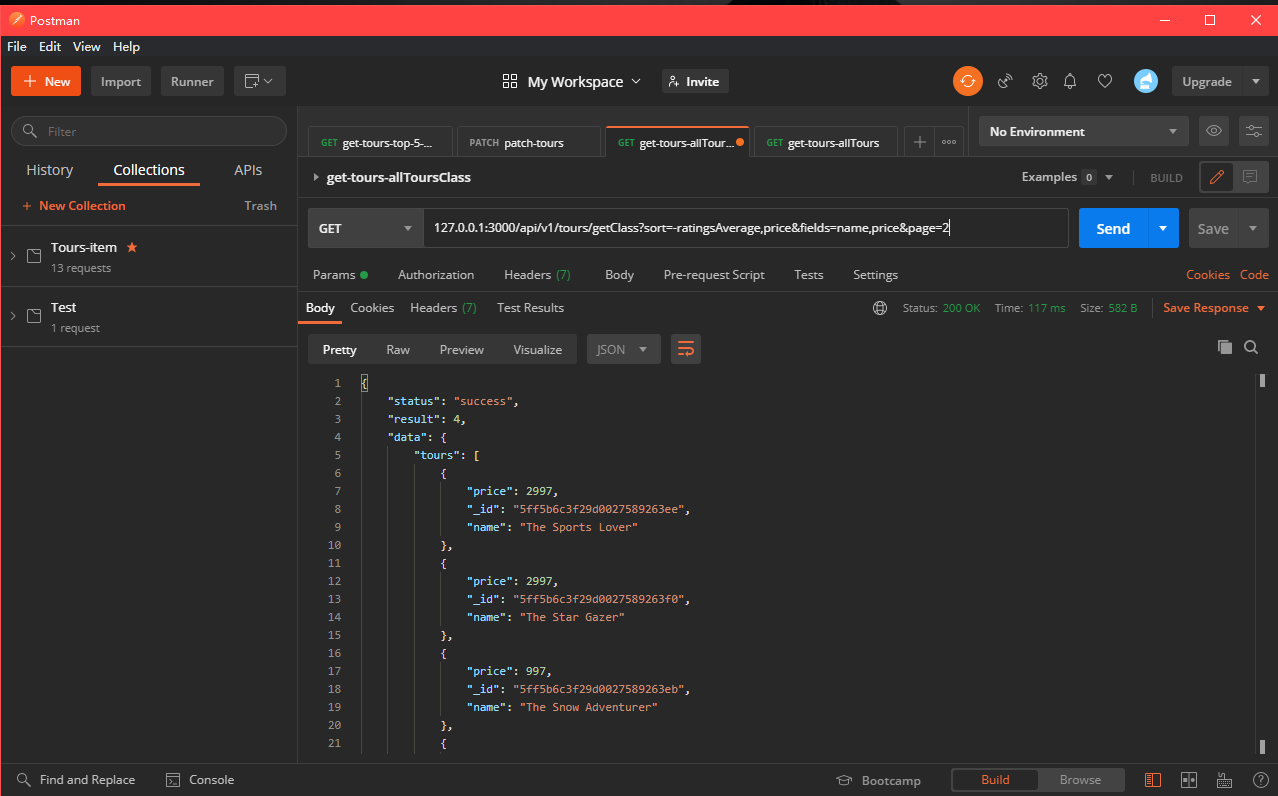 Postman
File Edit View Help
New Import Runner My Workspace Invite Upgrade
Filter
History Collections APIs
+ New Collection Trash
Tours-item
13 requests
Test
1 request
GET get-tours-top-5-... PATCH patch-tours GET get-tours-allTour... GET get-tours-allTours + ooo No Environment
get-tours-allToursClass Examples 0 BUILD
GET 127.0.0.1:3000/api/v1/tours/getClass?sort=-ratingsAverage,price&fields=name,price&page=2 Send Save
Params Authorization Headers (7) Body Pre-request Script Tests Settings Cookies Code
Body Cookies Headers (7) Test Results Status: 200 OK Time: 117 ms Size: 582 B Save Response
Pretty Raw Preview Visualize JSON
1 {
2 "status": "success",
3 "result": 4,
4 "data": {
5 "tours": [
6 {
7 "price": 2997,
8 "_id": "5ff5b6c3f29d0027589263ee",
9 "name": "The Sports Lover"
10 },
11 {
12 "price": 2997,
13 "_id": "5ff5b6c3f29d0027589263f0",
14 "name": "The Star Gazer"
15 },
16 {
17 "price": 997,
18 "_id": "5ff5b6c3f29d0027589263eb",
19 "name": "The Snow Adventurer"
20 },
21 {
Find and Replace Console Bootcamp Build Browse